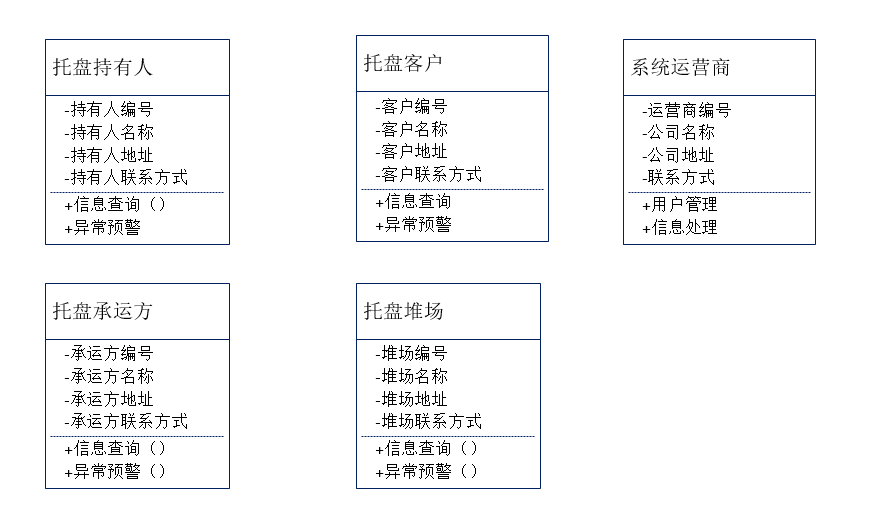 托盘持有人
-持有人编号
-持有人名称
-持有人地址
-持有人联系方式
+信息查询（）
+异常预警
托盘客户
-客户编号
-客户名称
-客户地址
-客户联系方式
+信息查询
+异常预警
系统运营商
-运营商编号
-公司名称
-公司地址
-联系方式
+用户管理
+信息处理
托盘承运方
-承运方编号
-承运方名称
-承运方地址
-承运方联系方式
+信息查询（）
+异常预警（）
托盘堆场
-堆场编号
-堆场名称
-堆场地址
-堆场联系方式
+信息查询（）
+异常预警（）